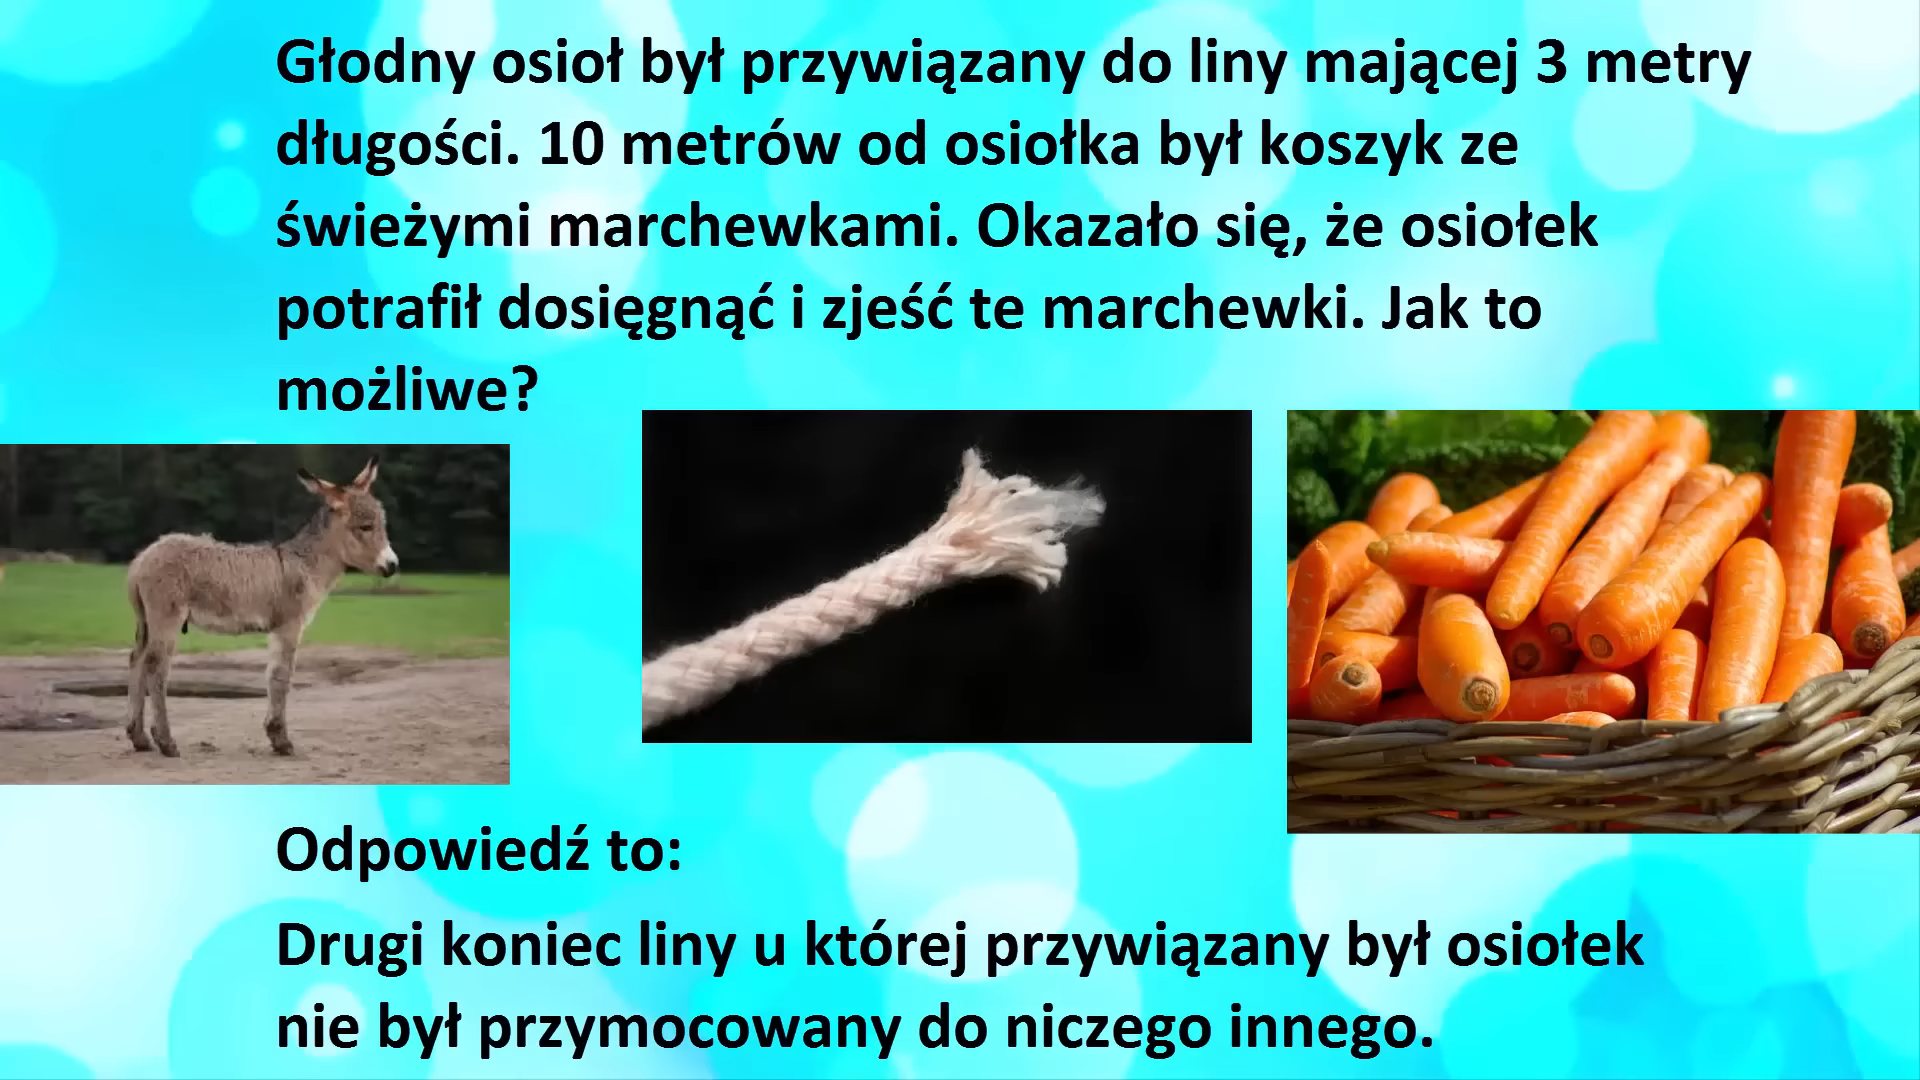 Głodny osioł był przywiązany do liny mającej 3 metry
długości. 10 metrów od osiołka był koszyk ze
świeżymi marchewkami. Okazało się, że osiołek
potrafił dosięgnąć i zjeść te marchewki. Jak to
możliwe?
Odpowiedź to:
Drugi koniec liny u której przywiązany był osiołek
nie był przymocowany do niczego innego.